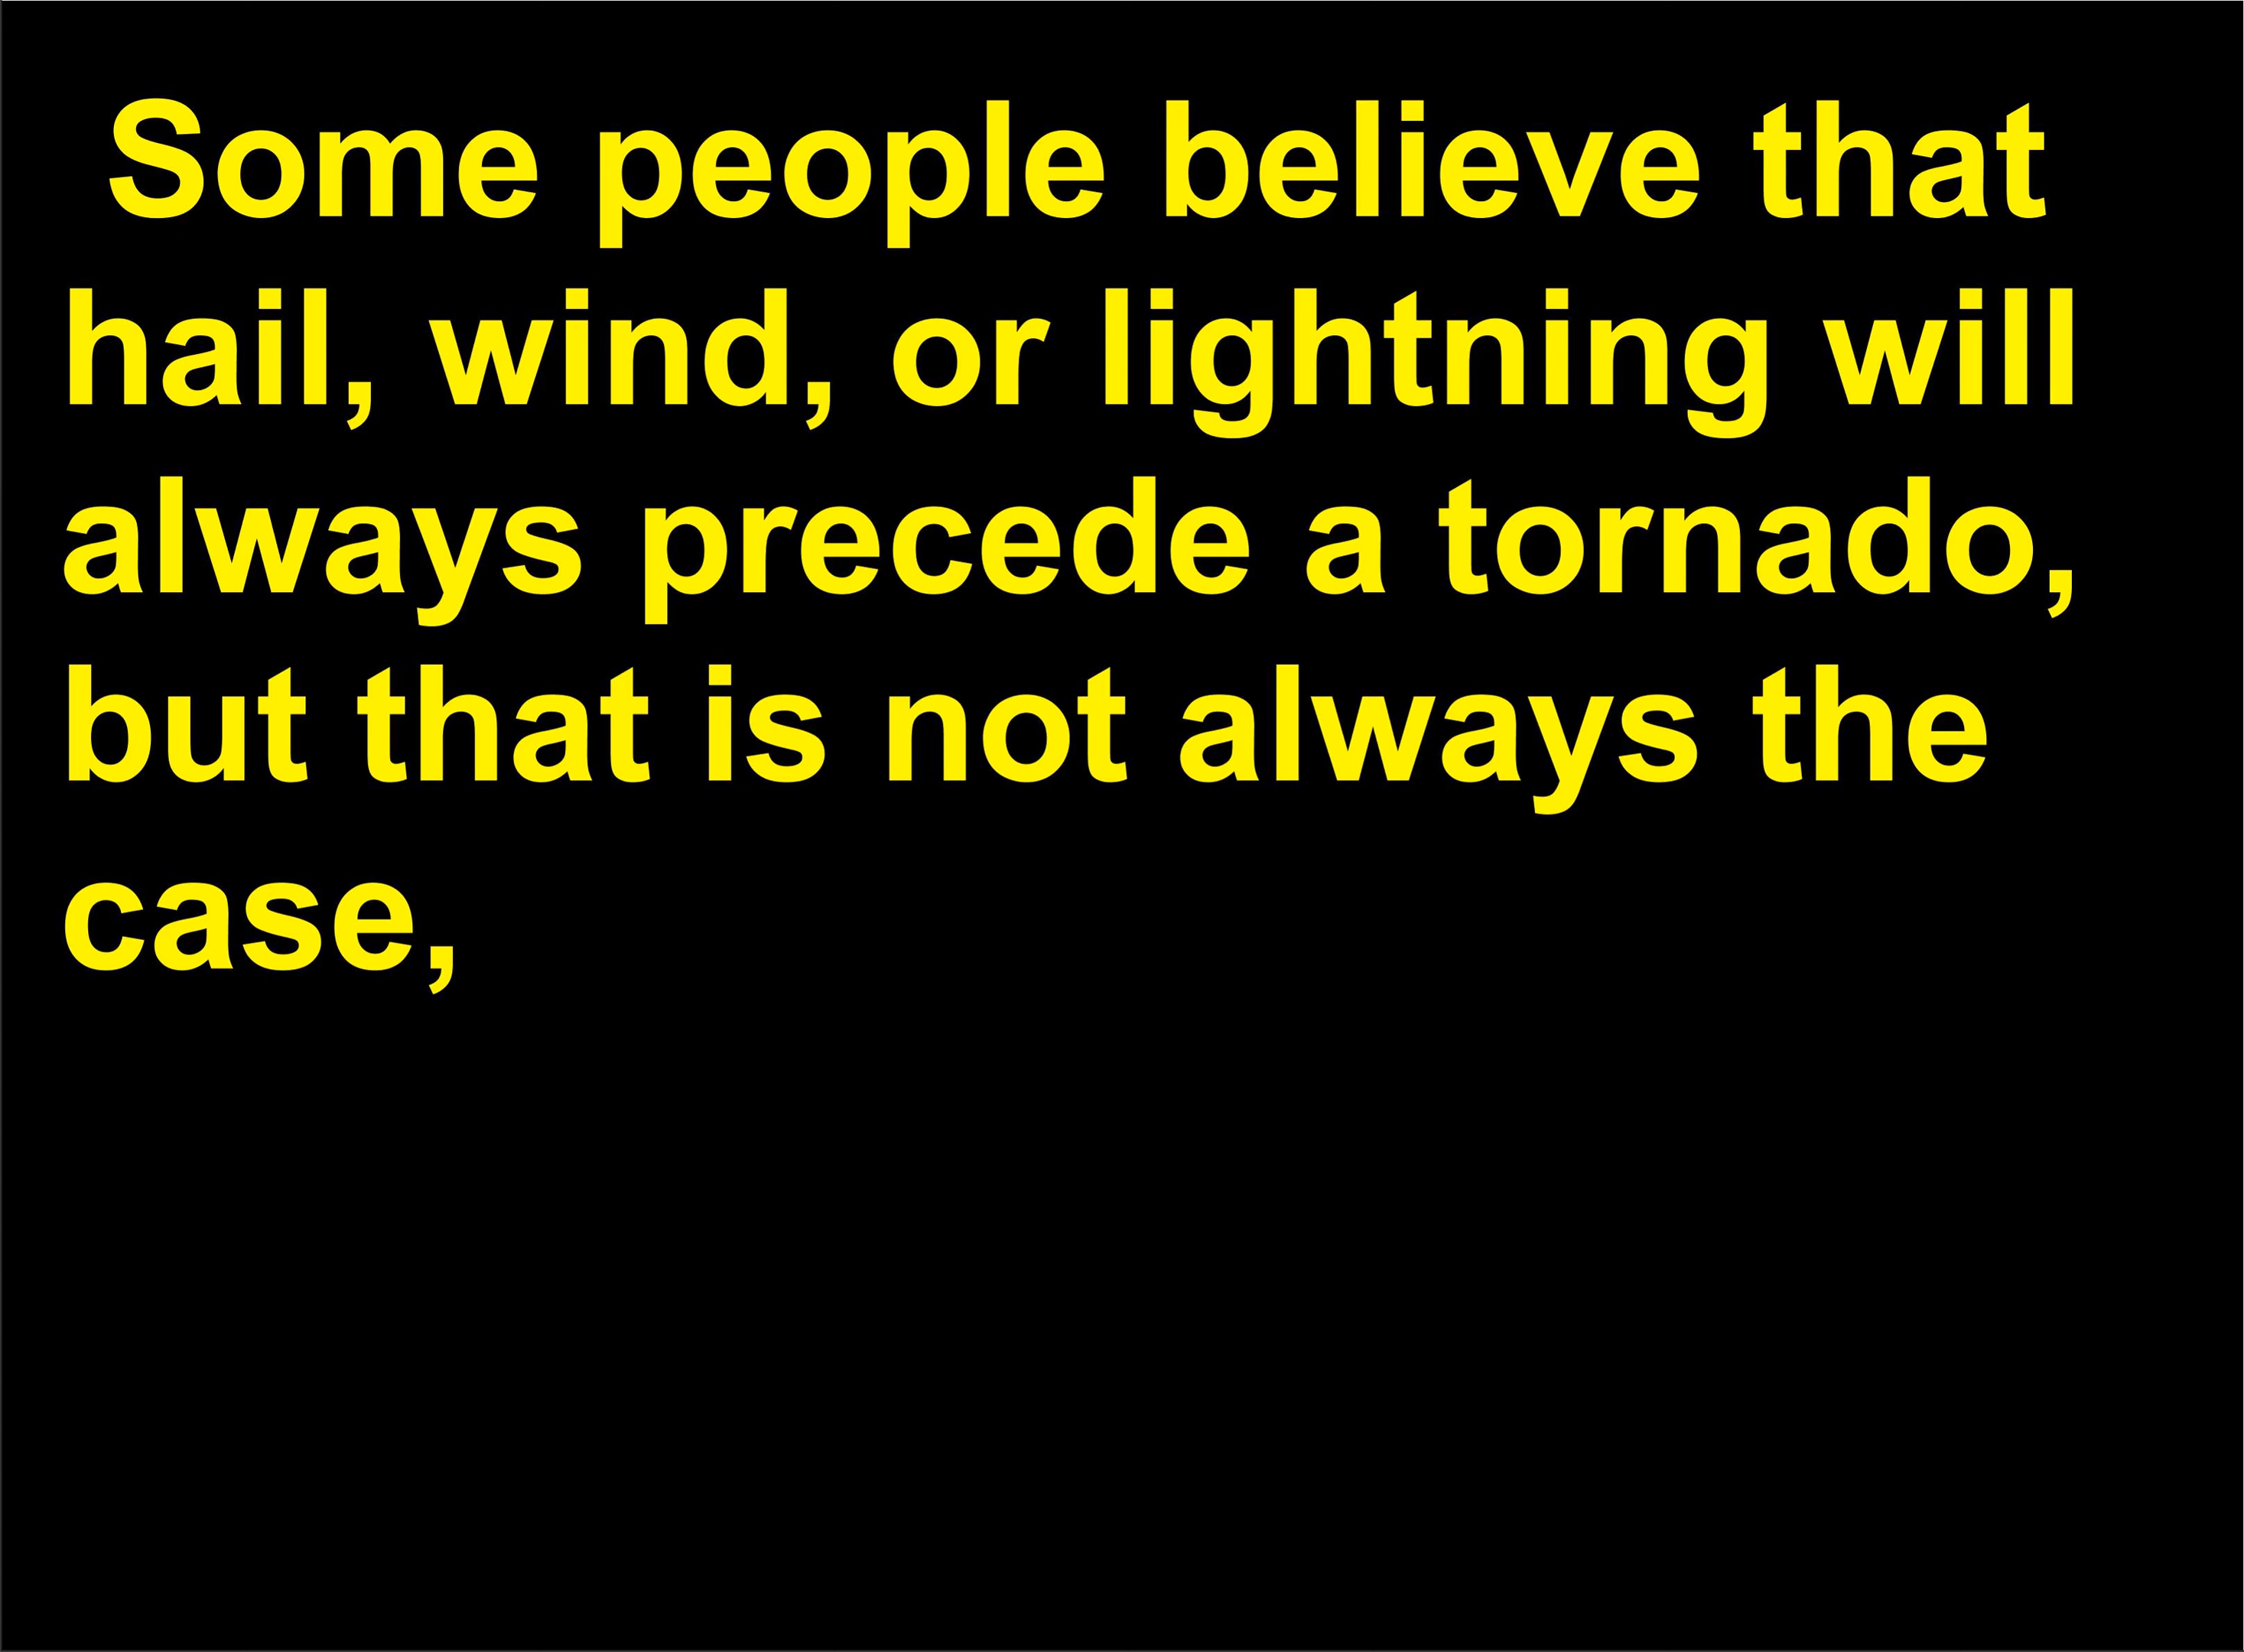 Some people believe that
hail, wind, or lightning will
always precede a tornado,
but that is not always the
case,